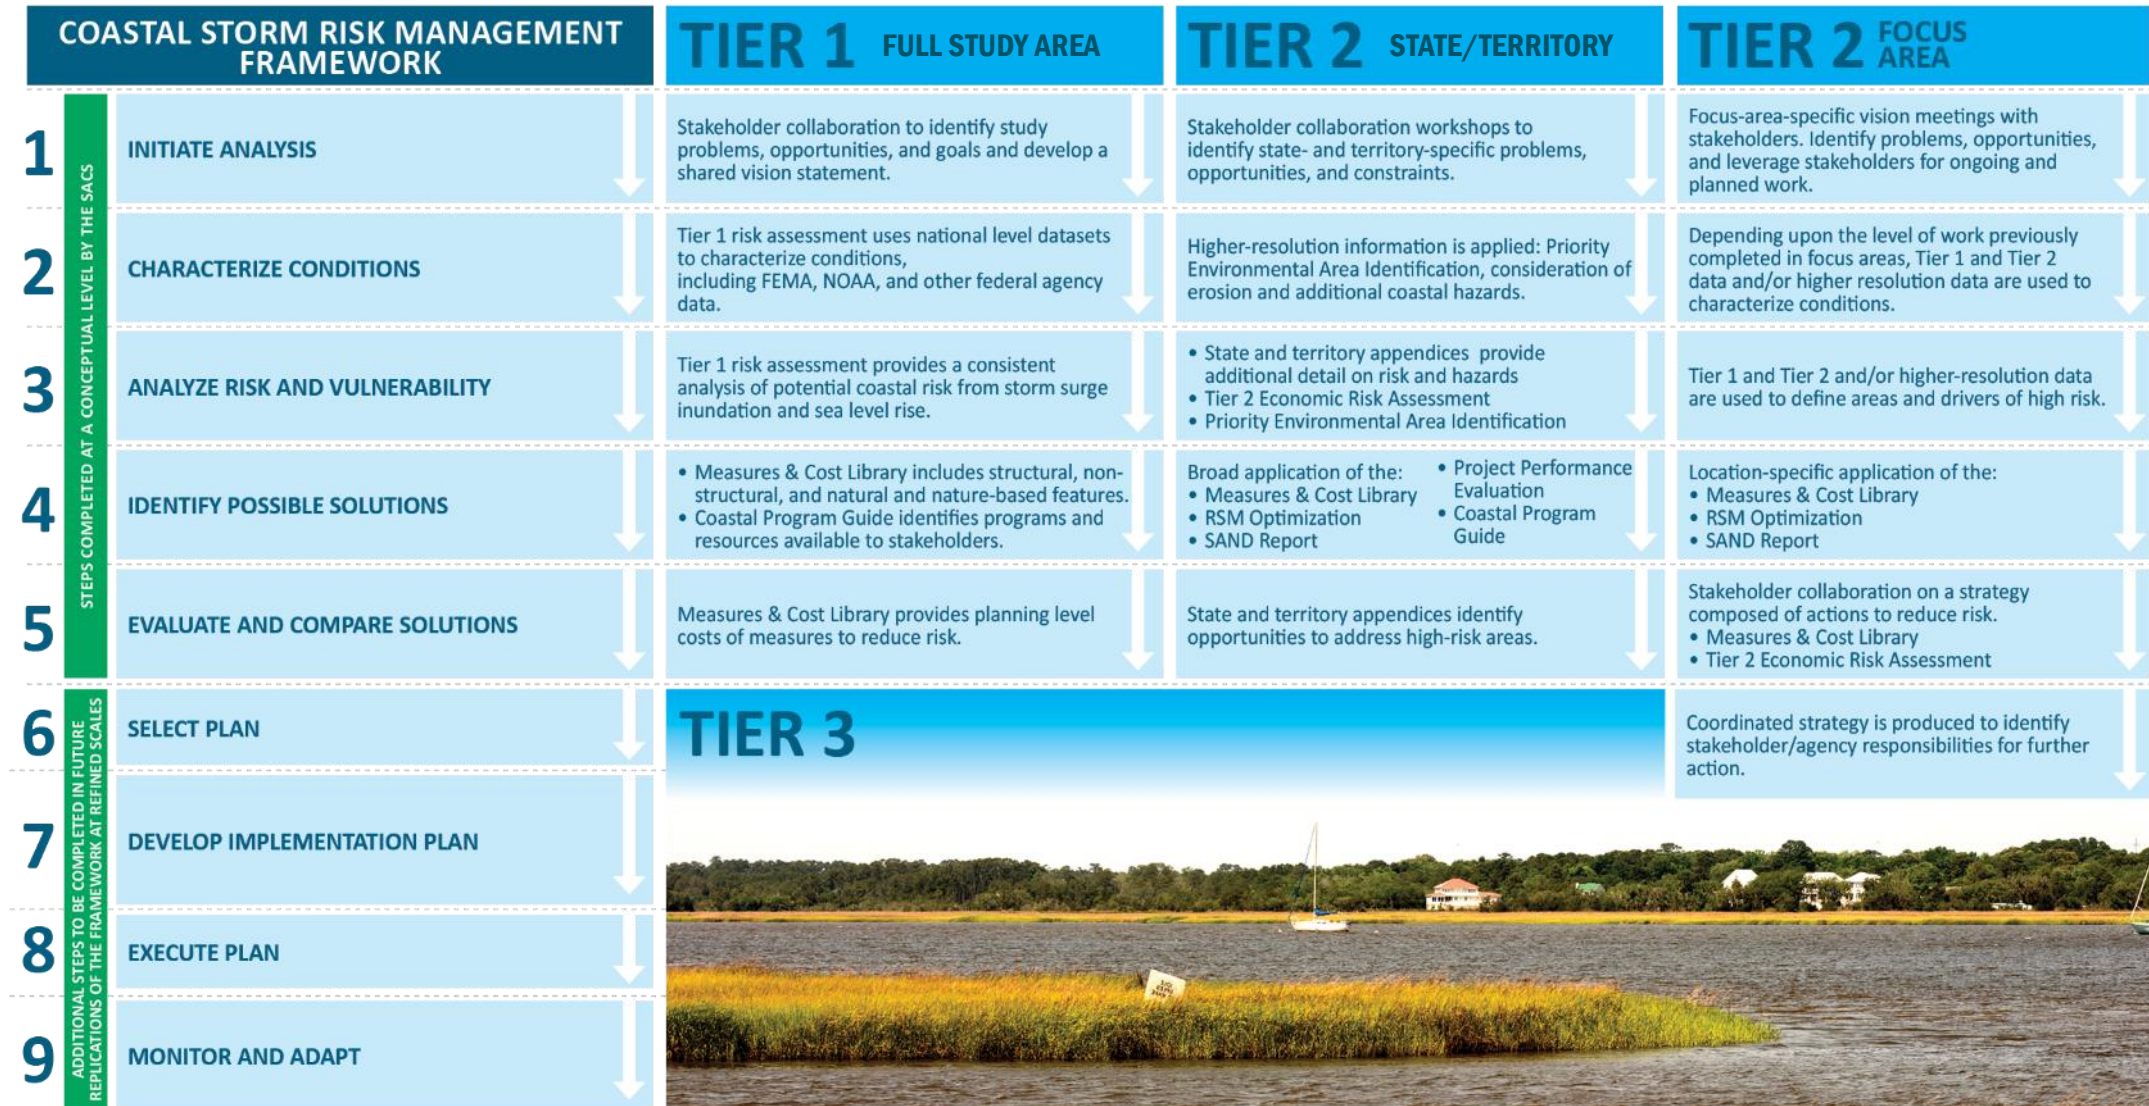 COASTAL STORM RISK MANAGEMENT
FRAMEWORK
TIER 1 FULL STUDY AREA
TIER 2 STATE/TERRITORY
TIER 2 FOCUS
AREA
STEPS COMPLETED AT A CONCEPTUAL LEVEL BY THE SACS
1
INITIATE ANALYSIS
Stakeholder collaboration to identify study
problems, opportunities, and goals and develop a
shared vision statement.
Stakeholder collaboration workshops to
identify state- and territory-specific problems,
opportunities, and constraints.
Focus-area-specific vision meetings with
stakeholders. Identify problems, opportunities,
and leverage stakeholders for ongoing and
planned work.
2
CHARACTERIZE CONDITIONS
Tier 1 risk assessment uses national level datasets
to characterize conditions,
including FEMA, NOAA, and other federal agency
data.
Higher-resolution information is applied: Priority
Environmental Area Identification, consideration of
erosion and additional coastal hazards.
Depending upon the level of work previously
completed in focus areas, Tier 1 and Tier 2
data and/or higher resolution data are used to
characterize conditions.
3
ANALYZE RISK AND VULNERABILITY
Tier 1 risk assessment provides a consistent
analysis of potential coastal risk from storm surge
inundation and sea level rise.
• State and territory appendices provide
additional detail on risk and hazards
• Tier 2 Economic Risk Assessment
• Priority Environmental Area Identification
Tier 1 and Tier 2 and/or higher-resolution data
are used to define areas and drivers of high risk.
4
IDENTIFY POSSIBLE SOLUTIONS
• Measures & Cost Library includes structural, non-
structural, and natural and nature-based features.
• Coastal Program Guide identifies programs and
resources available to stakeholders.
Broad application of the:
• Measures & Cost Library
• RSM Optimization
• SAND Report
• Project Performance
Evaluation
• Coastal Program
Guide
Location-specific application of the:
• Measures & Cost Library
• RSM Optimization
• SAND Report
5
EVALUATE AND COMPARE SOLUTIONS
Measures & Cost Library provides planning level
costs of measures to reduce risk.
State and territory appendices identify
opportunities to address high-risk areas.
Stakeholder collaboration on a strategy
composed of actions to reduce risk.
• Measures & Cost Library
• Tier 2 Economic Risk Assessment
ADDITIONAL STEPS TO BE COMPLETED IN FUTURE
REPLICATIONS OF THE FRAMEWORK AT REFINED SCALES
6
SELECT PLAN
TIER 3
Coordinated strategy is produced to identify
stakeholder/agency responsibilities for further
action.
7
DEVELOP IMPLEMENTATION PLAN
8
EXECUTE PLAN
9
MONITOR AND ADAPT